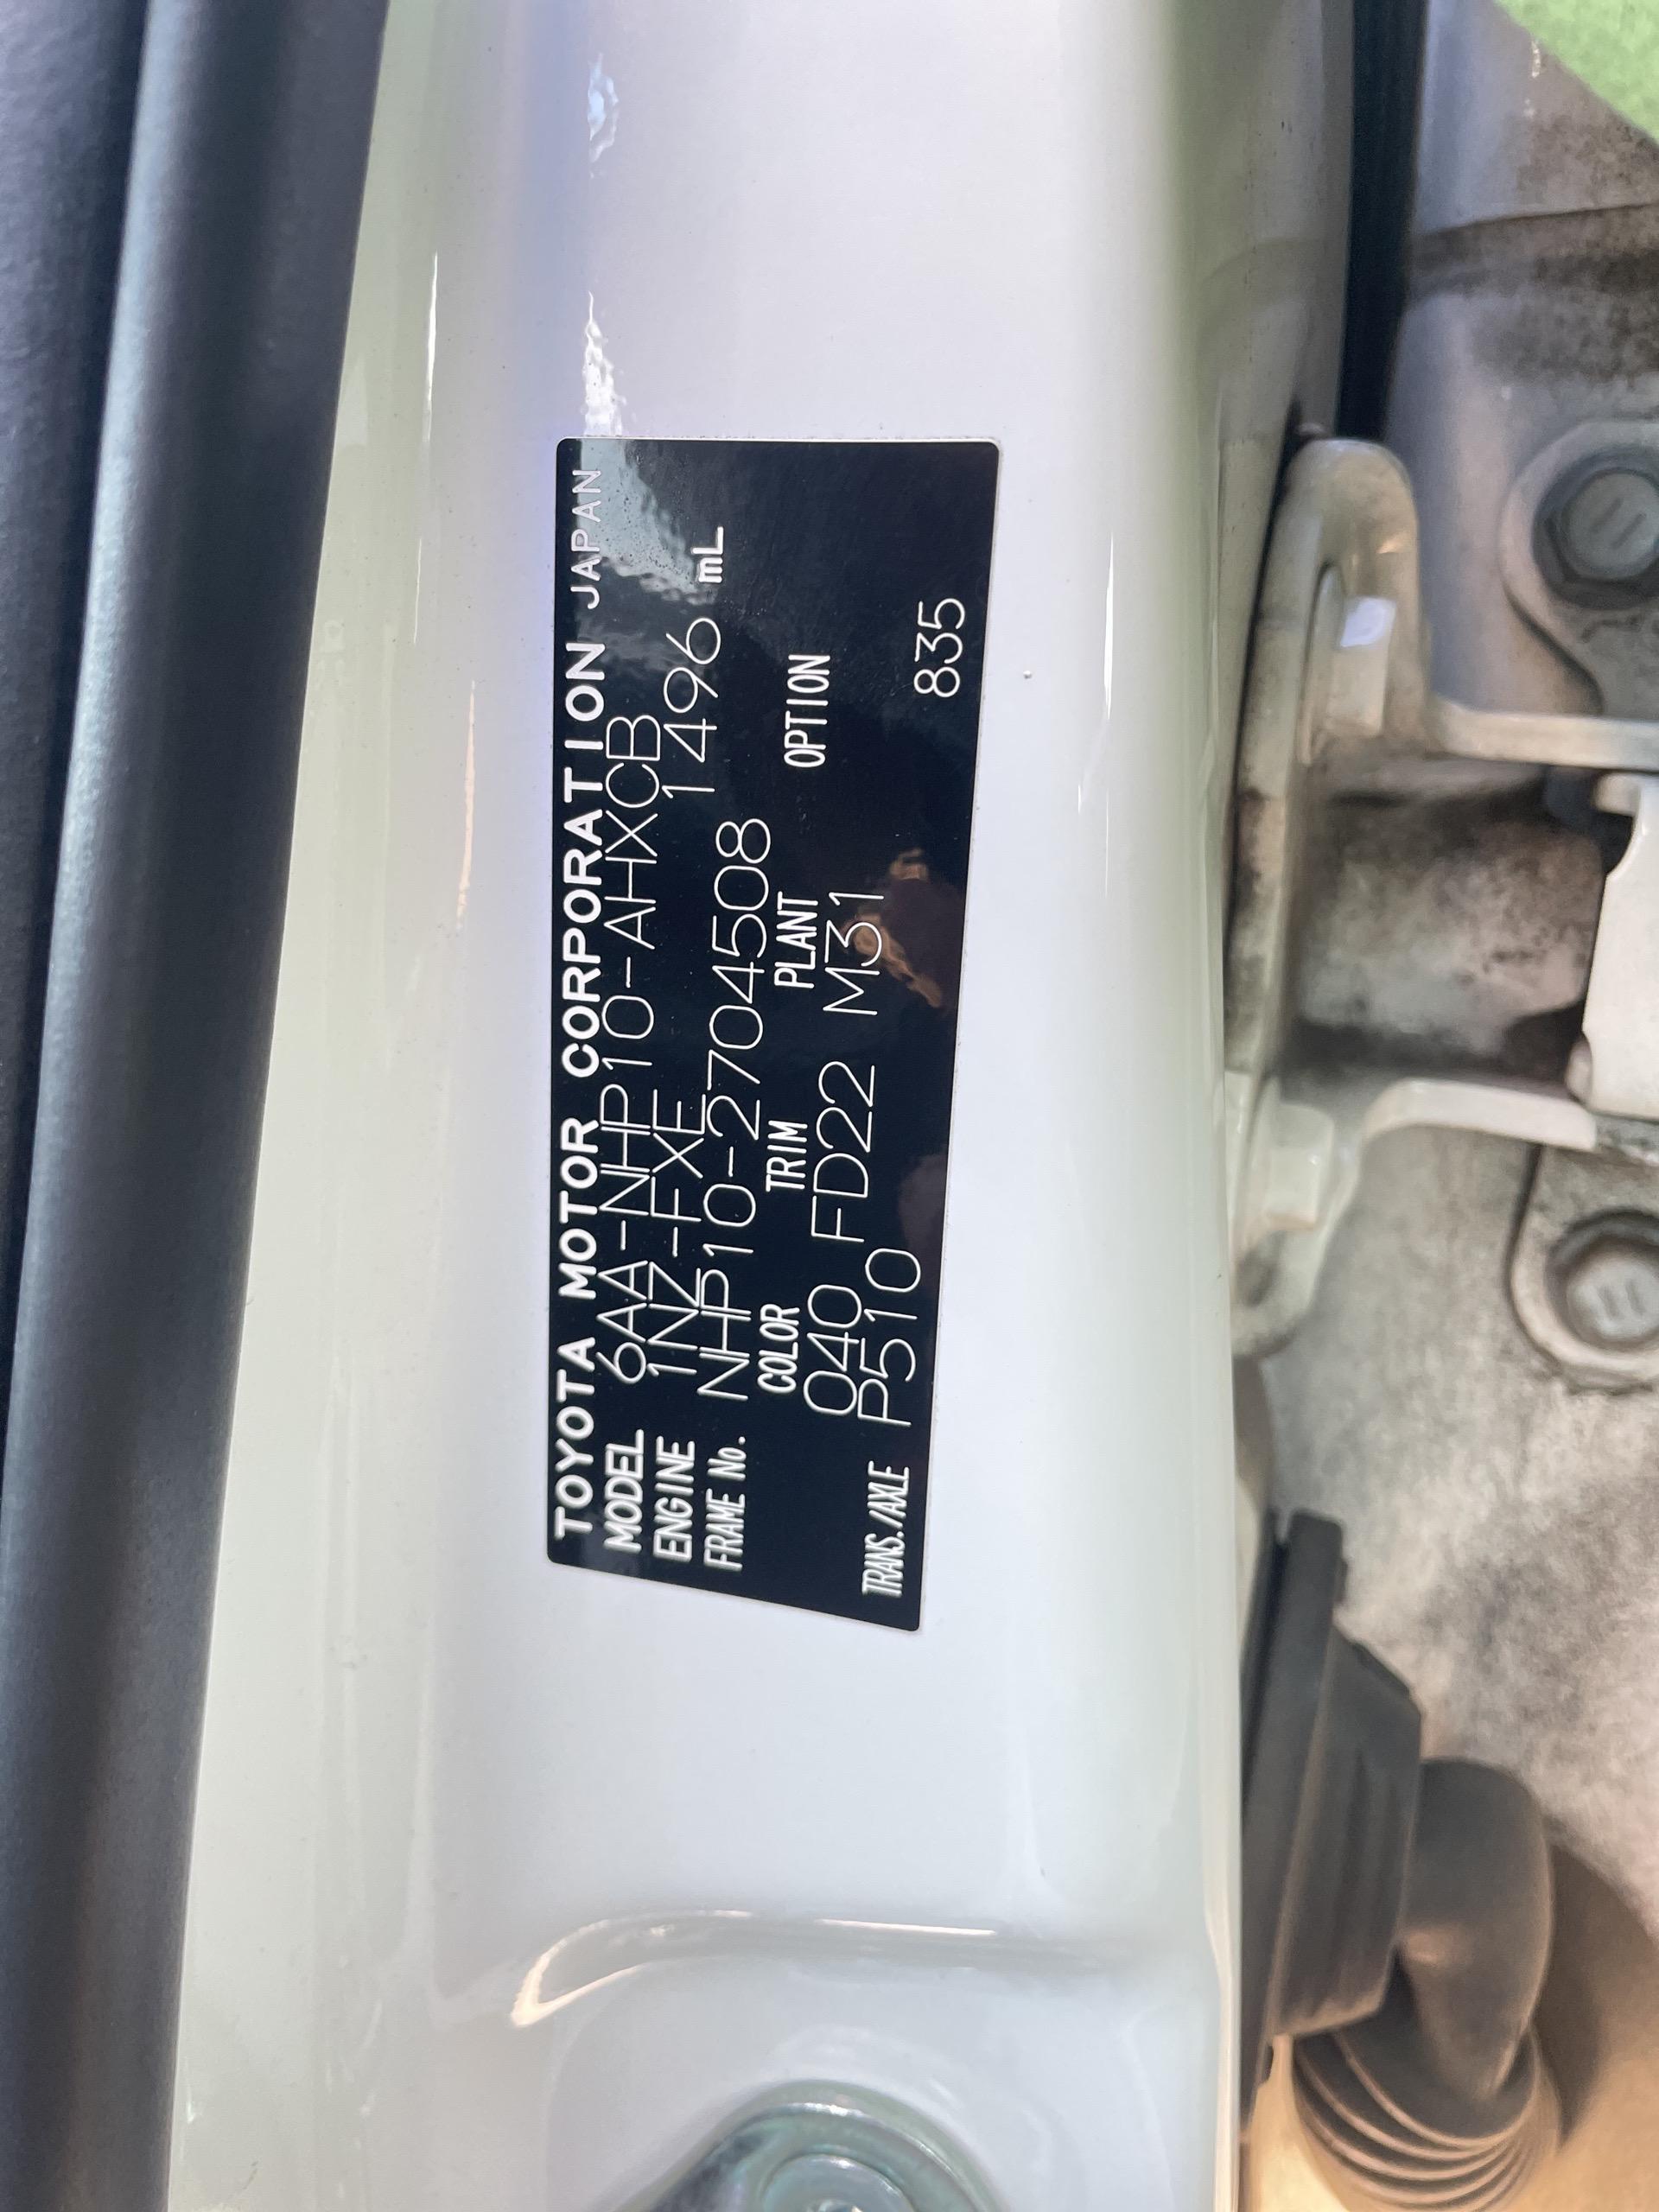 TOYOTA MOTOR CORPORATION JAPAN
MODEL 6AA-NHP10-AHXCB
ENGINE 1NZ-FXE 1496 mL
FRAME No. NHP10-2704508
COLOR TRIM PLANT OPTION
040 FD22 M31
TRANS./AXLE P510 835